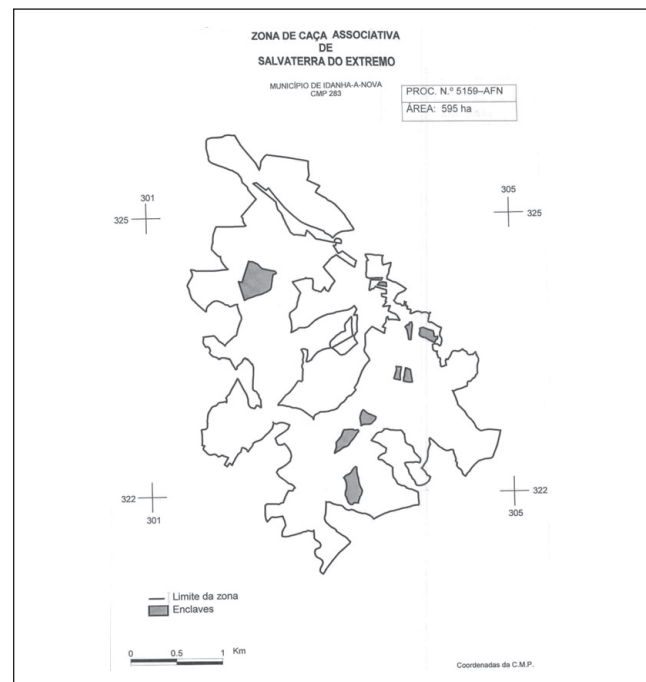 ZONA DE CAÇA ASSOCIATIVA
DE
SALVATERRA DO EXTREMO
MUNICÍPIO DE IDANHA-A-NOVA
CMP 283
PROC. N.º 5159–AFN
ÁREA: 595 ha
301
325
305
325
322
301
322
305
Limite da zona
Enclaves
0 0.5 1 Km
Coordenadas da C.M.P.